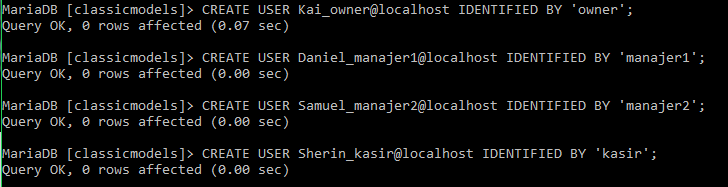 MariaDB [classicmodels]> CREATE USER Kai_owner@localhost IDENTIFIED BY 'owner';
Query OK, 0 rows affected (0.07 sec)
MariaDB [classicmodels]> CREATE USER Daniel_manajer1@localhost IDENTIFIED BY 'manajer1';
Query OK, 0 rows affected (0.00 sec)
MariaDB [classicmodels]> CREATE USER Samuel_manajer2@localhost IDENTIFIED BY 'manajer2';
Query OK, 0 rows affected (0.00 sec)
MariaDB [classicmodels]> CREATE USER Sherin_kasir@localhost IDENTIFIED BY 'kasir';
Query OK, 0 rows affected (0.00 sec)